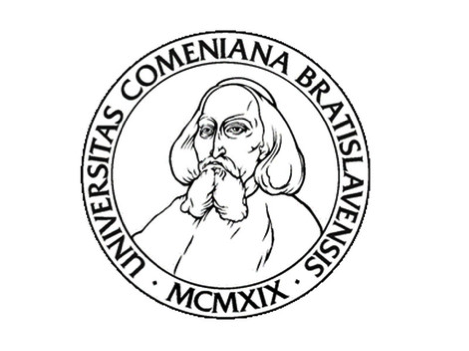 UNIVERSITAS COMENIANA BRATISLAVENSIS
· MCMXIX ·